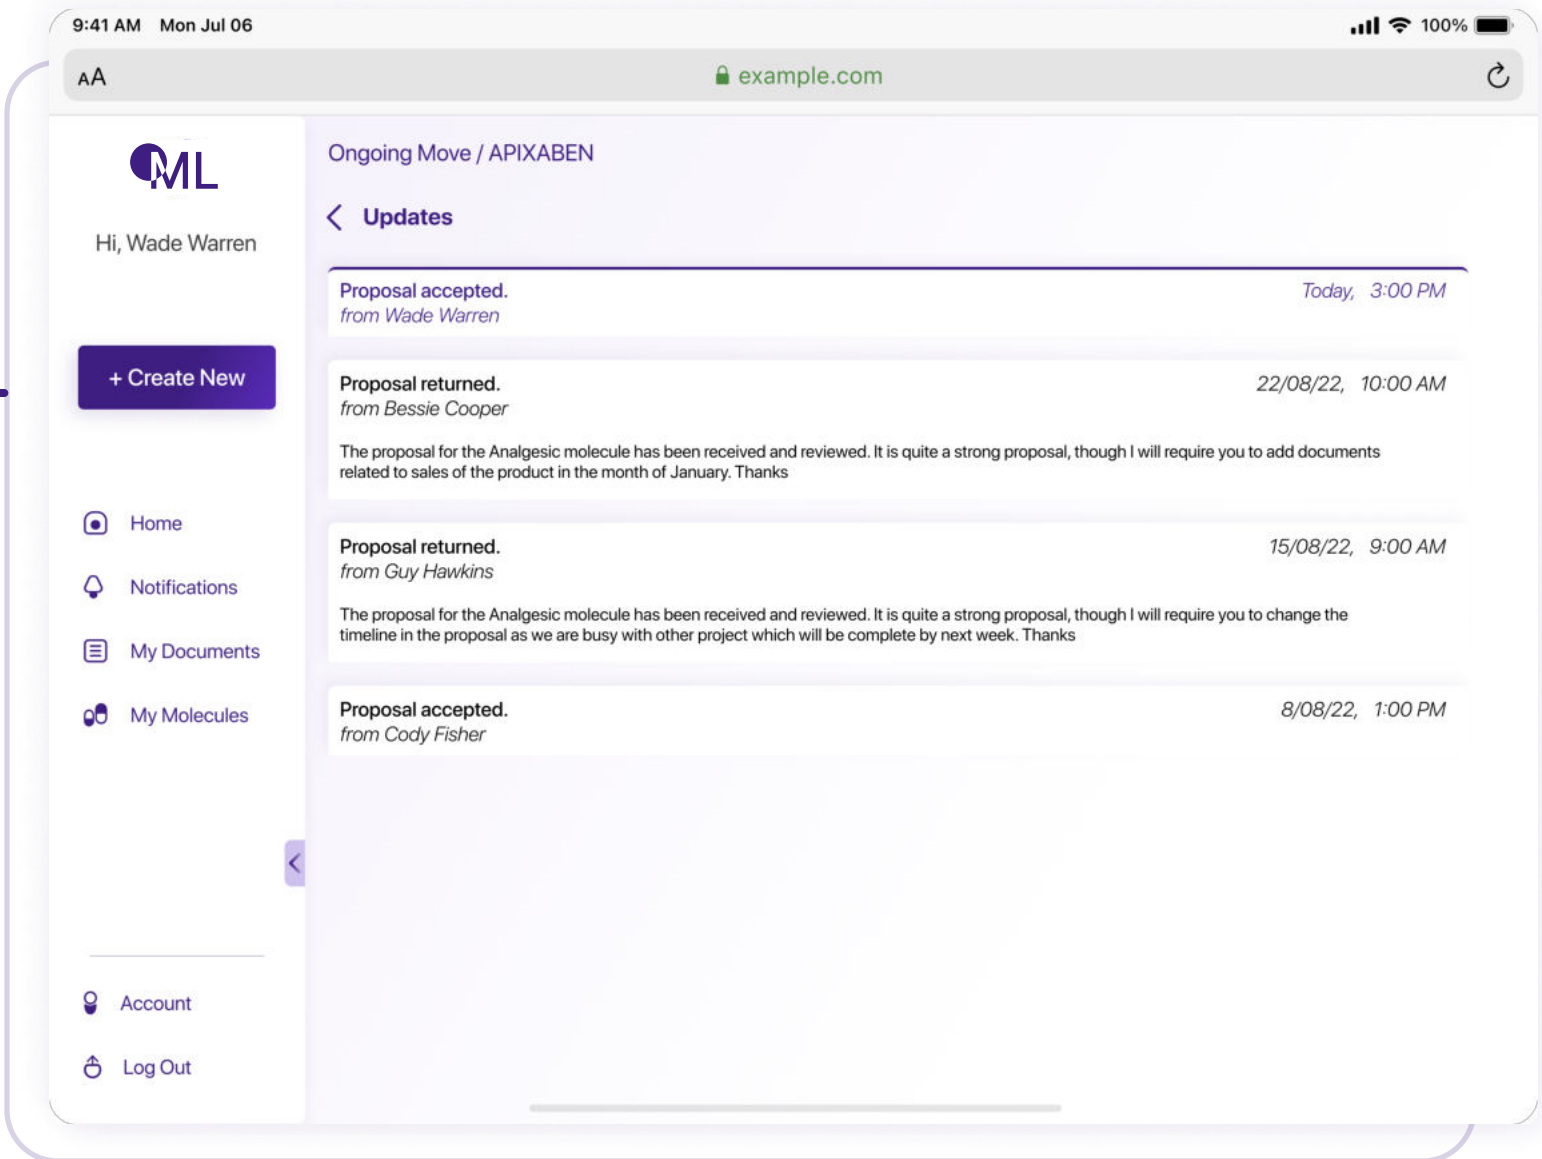 9:41 AM Mon Jul 06
100%
AA
example.com
ML
Hi, Wade Warren
+ Create New
Home
Notifications
My Documents
My Molecules
Account
Log Out
Ongoing Move / APIXABEN
Updates
Proposal accepted.
Today, 3:00 PM
from Wade Warren
Proposal returned.
22/08/22, 10:00 AM
from Bessie Cooper
The proposal for the Analgesic molecule has been received and reviewed. It is quite a strong proposal, though I will require you to add documents
related to sales of the product in the month of January. Thanks
Proposal returned.
15/08/22, 9:00 AM
from Guy Hawkins
The proposal for the Analgesic molecule has been received and reviewed. It is quite a strong proposal, though I will require you to change the
timeline in the proposal as we are busy with other project which will be complete by next week. Thanks
Proposal accepted.
8/08/22, 1:00 PM
from Cody Fisher